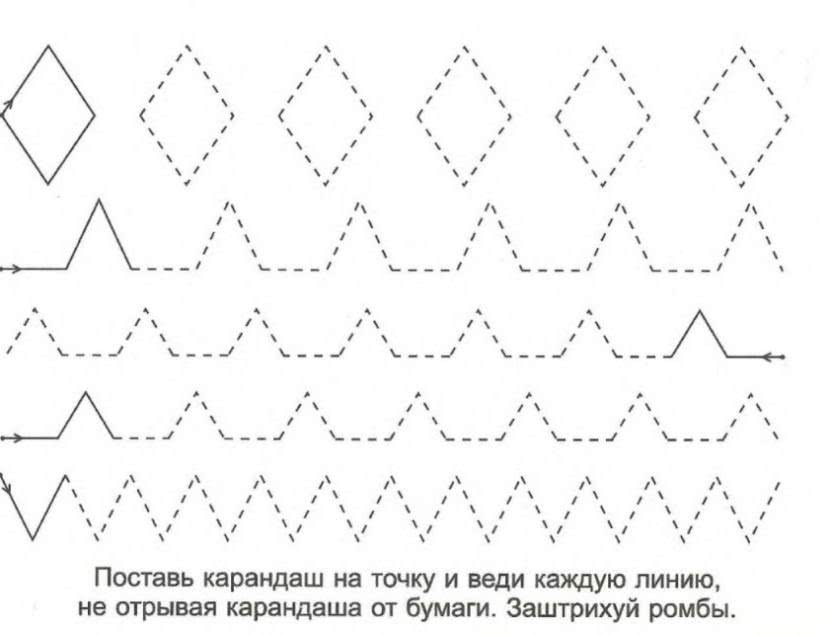 Поставь карандаш на точку и веди каждую линию,
не отрывая карандаша от бумаги. Заштрихуй ромбы.